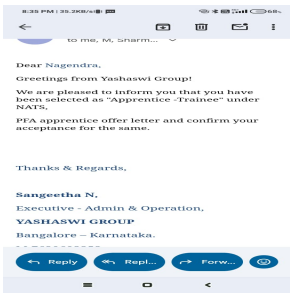 8:35 PM | 35.2KB/s
68%
to me, M, Sharm...
Dear Nagendra,
Greetings from Yashaswi Group!
We are pleased to inform you that you have
been selected as "Apprentice -Trainee" under
NATS,
PFA apprentice offer letter and confirm your
acceptance for the same.
Thanks & Regards,
Sangeetha N,
Executive - Admin & Operation,
YASHASWI GROUP
Bangalore – Karnataka.
Reply
Repl...
Forw...